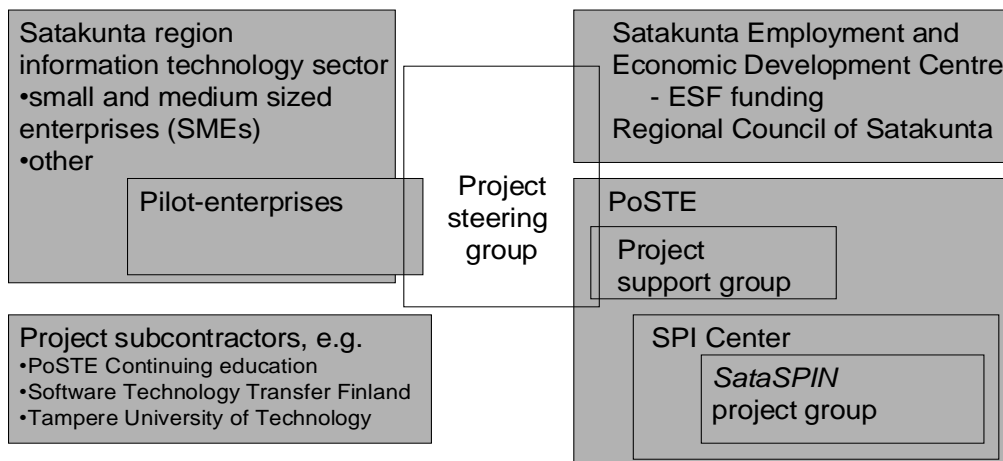 Satakunta region
information technology sector
•small and medium sized
enterprises (SMEs)
•other
Pilot-enterprises
Project
steering
group
Satakunta Employment and
Economic Development Centre
- ESF funding
Regional Council of Satakunta
PoSTE
Project
support group
SPI Center
SataSPIN
project group
Project subcontractors, e.g.
•PoSTE Continuing education
•Software Technology Transfer Finland
•Tampere University of Technology